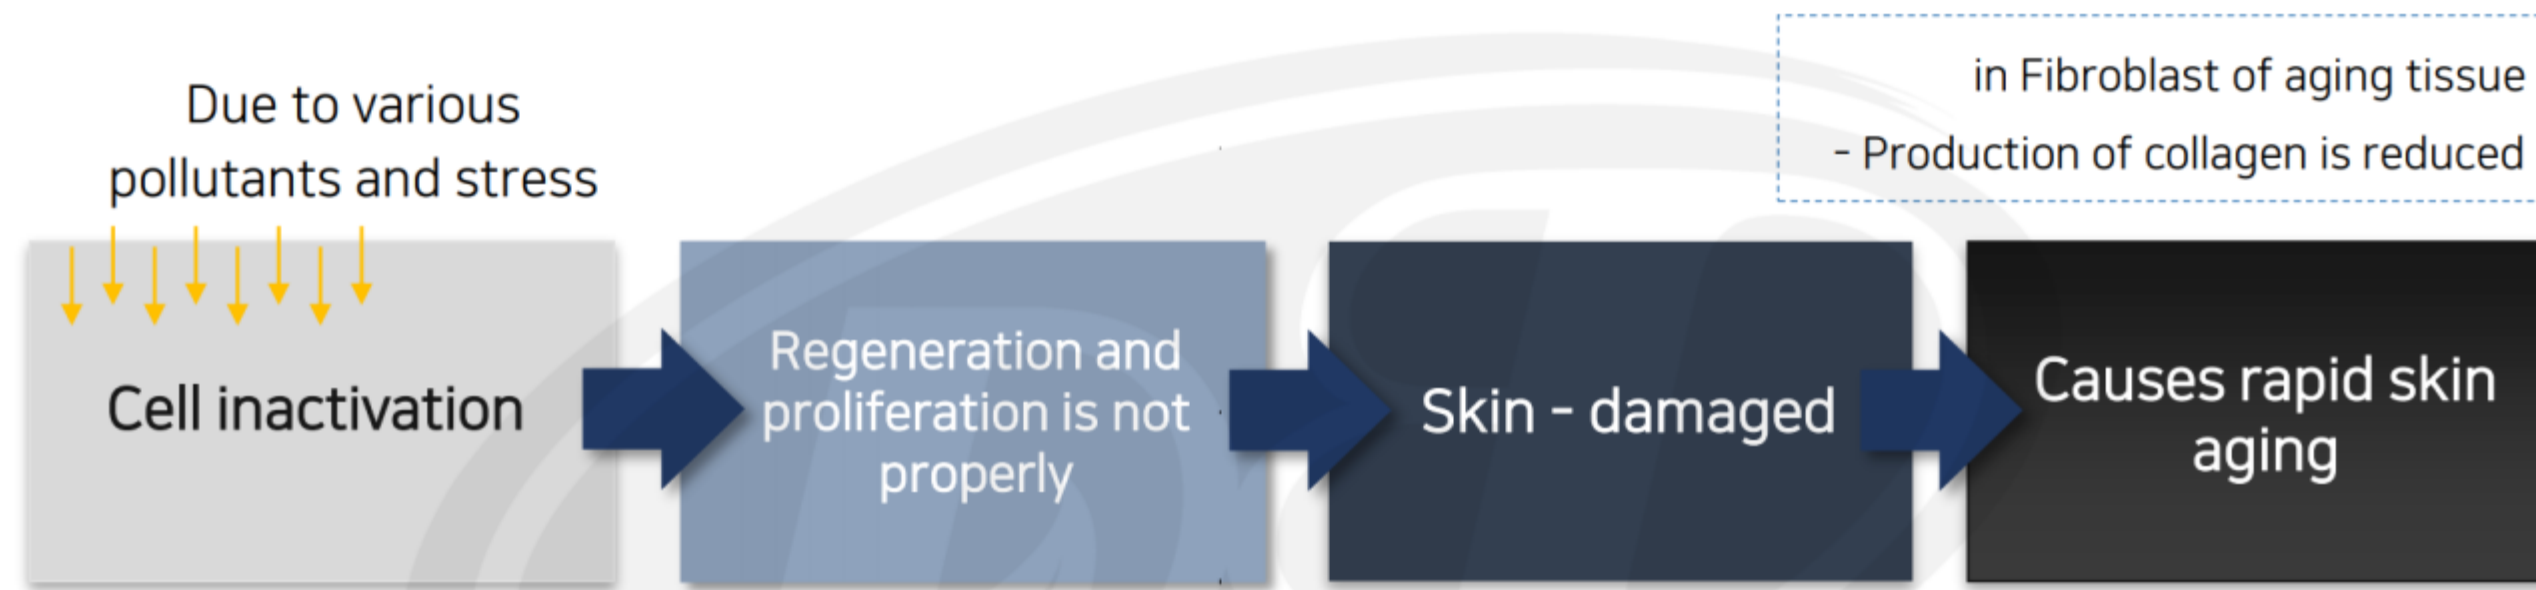 Due to various
pollutants and stress
in Fibroblast of aging tissue
- Production of collagen is reduced
Cell inactivation
Regeneration and
proliferation is not
properly
Skin - damaged
Causes rapid skin
aging